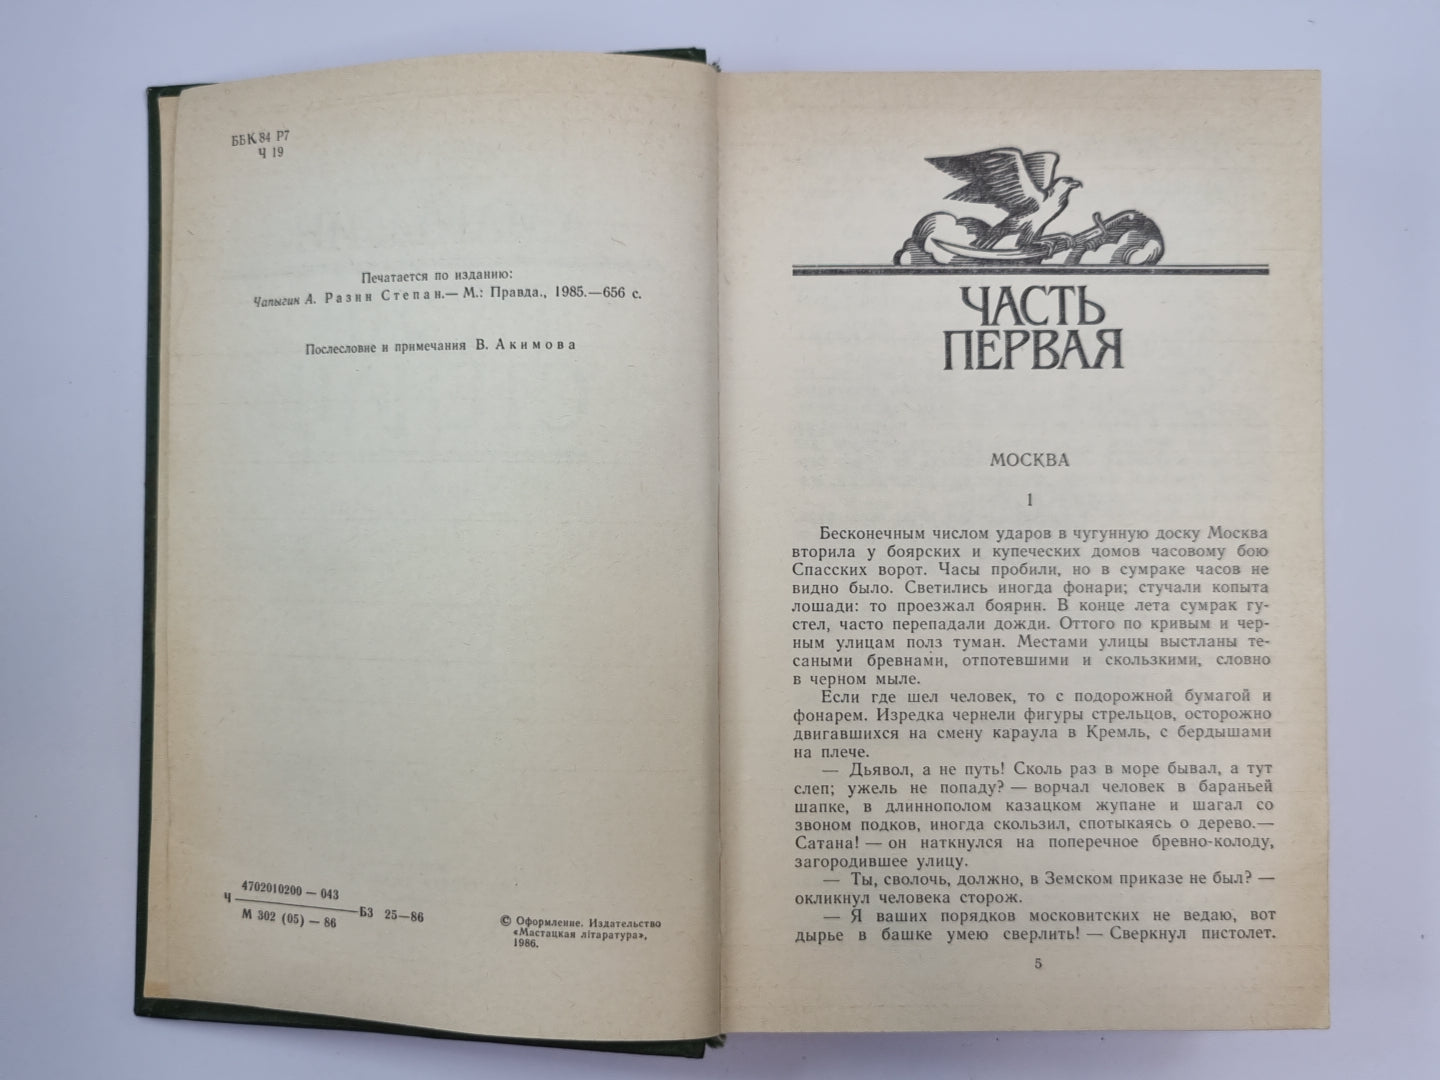 ББК 84 Р7
Ч 19
Печатается по изданию:
Чапыгин А. Разин Степан.— М.: Правда., 1985.—656 с.
Послесловие и примечания В. Акимова
Ч 4702010200 — 043
М 302 (05) — 86
БЗ 25—86
© Оформление. Издательство
«Мастацкая літаратура»,
1986.
ЧАСТЬ
ПЕРВАЯ
МОСКВА
1
Бесконечным числом ударов в чугунную доску Москва
вторила у боярских и купеческих домов часовому бою
Спасских ворот. Часы пробили, но в сумраке часов не
видно было. Светились иногда фонари; стучали копыта
лошади: то проезжал боярин. В конце лета сумрак гу-
стел, часто перепадали дожди. Оттого по кривым и чер-
ным улицам полз туман. Местами улицы выстланы те-
саными бревнами, отпотевшими и скользкими, словно
в черном мыле.
Если где шел человек, то с подорожной бумагой и
фонарем. Изредка чернели фигуры стрельцов, осторожно
двигавшихся на смену караула в Кремль, с бердышами
на плече.
— Дьявол, а не путь! Сколь раз в море бывал, а тут
слеп; ужель не попаду? — ворчал человек в бараньей
шапке, в длиннополом казацком жупане и шагал со
звоном подков, иногда скользил, спотыкаясь о дерево.—
Сатана! — он наткнулся на поперечное бревно-колоду,
загородившее улицу.
— Ты, сволочь, должно, в Земском приказе не был? —
окликнул человека сторож.
— Я ваших порядков московитских не ведаю, вот
дырье в башке умею сверлить! — Сверкнул пистолет.
5